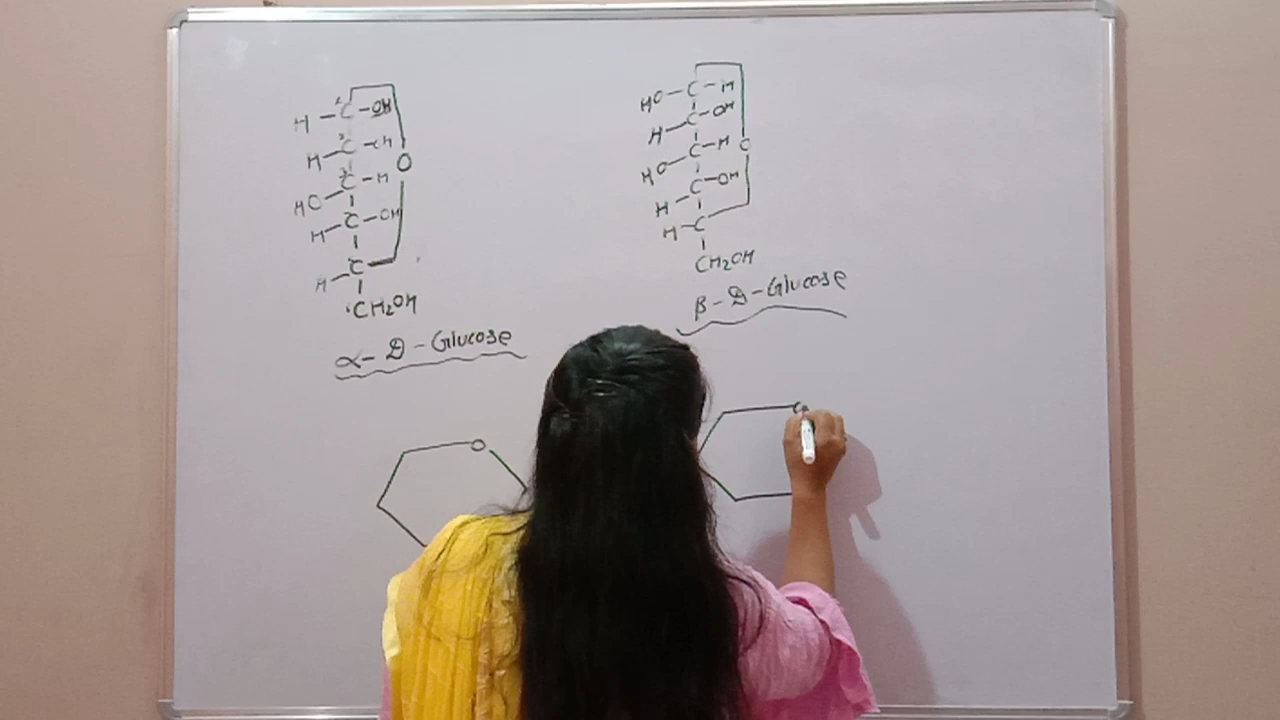 H - C - OH
H - C - OH
HO - C - H
H - C - OH
H - C
CH2OH
O
α - D - Glucose
HO - C - H
H - C - OH
HO - C - H
H - C - OH
H - C
CH2OH
O
β - D - Glucose
O
O